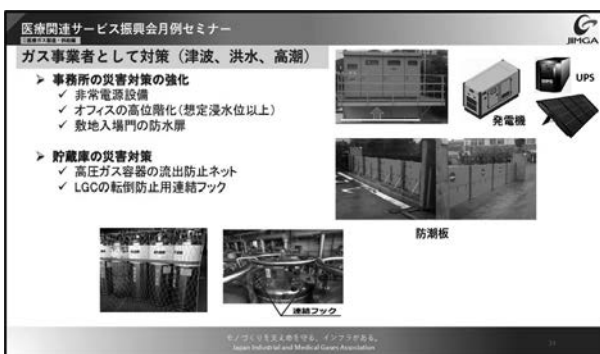 医療関連サービス振興会月例セミナー
JIMGA
ガス事業者として対策（津波、洪水、高潮）
➢ 事務所の災害対策の強化
✓ 非常電源設備
✓ オフィスの高位階化(想定浸水位以上)
✓ 敷地入場門の防水扉
UPS
発電機
➢ 貯蔵庫の災害対策
✓ 高圧ガス容器の流出防止ネット
✓ LGCの転倒防止用連結フック
防潮板
連結フック
モノづくりを支え命を守る、インフラがある。
Japan Industrial and Medical Gases Association